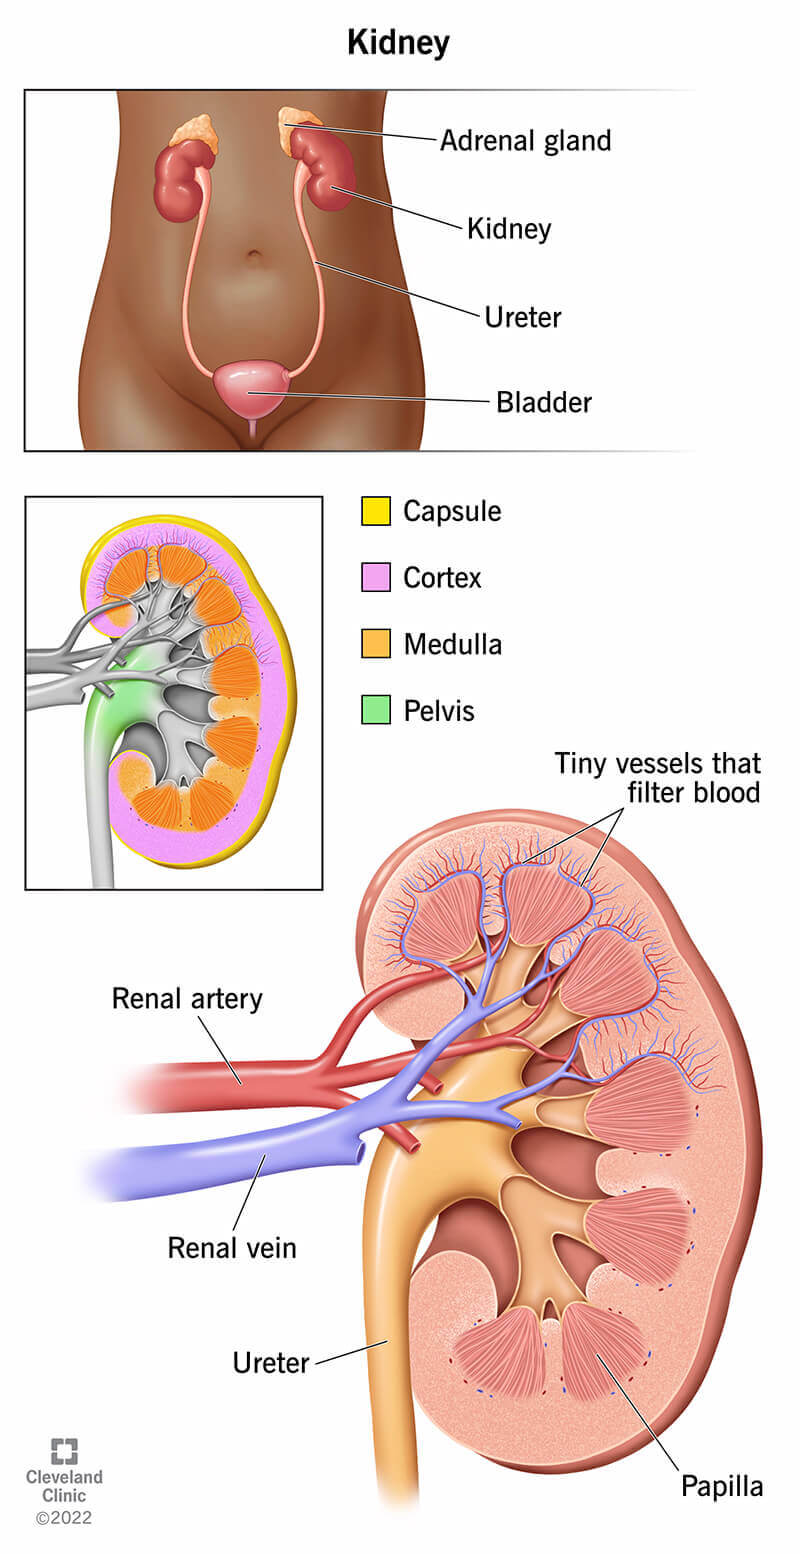 Kidney
Adrenal gland
Kidney
Ureter
Bladder
Capsule
Cortex
Medulla
Pelvis
Tiny vessels that
filter blood
Renal artery
Renal vein
Ureter
Papilla
Cleveland
Clinic
©2022